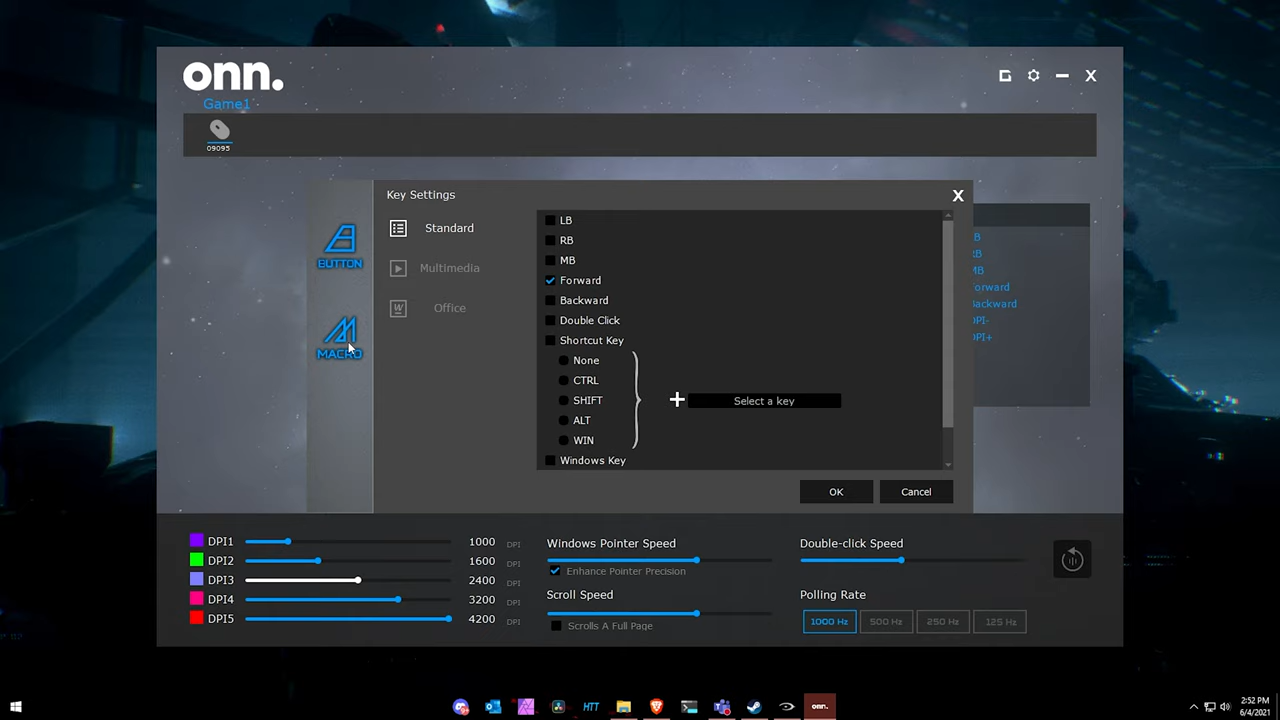 onn.
Game1
09095
Key Settings
Standard
Multimedia
Office
BUTTON
MACRO
LB
RB
MB
Forward
Backward
Double Click
Shortcut Key
None
CTRL
SHIFT
ALT
WIN
Select a key
Windows Key
OK
Cancel
Backward
DPI-
DPI+
DPI1 1000 DPI
DPI2 1600 DPI
DPI3 2400 DPI
DPI4 3200 DPI
DPI5 4200 DPI
Windows Pointer Speed
Enhance Pointer Precision
Scroll Speed
Scrolls A Full Page
Double-click Speed
Polling Rate
1000 Hz 500 Hz 250 Hz 125 Hz
HTT
onn.
2:52 PM
6/4/2021